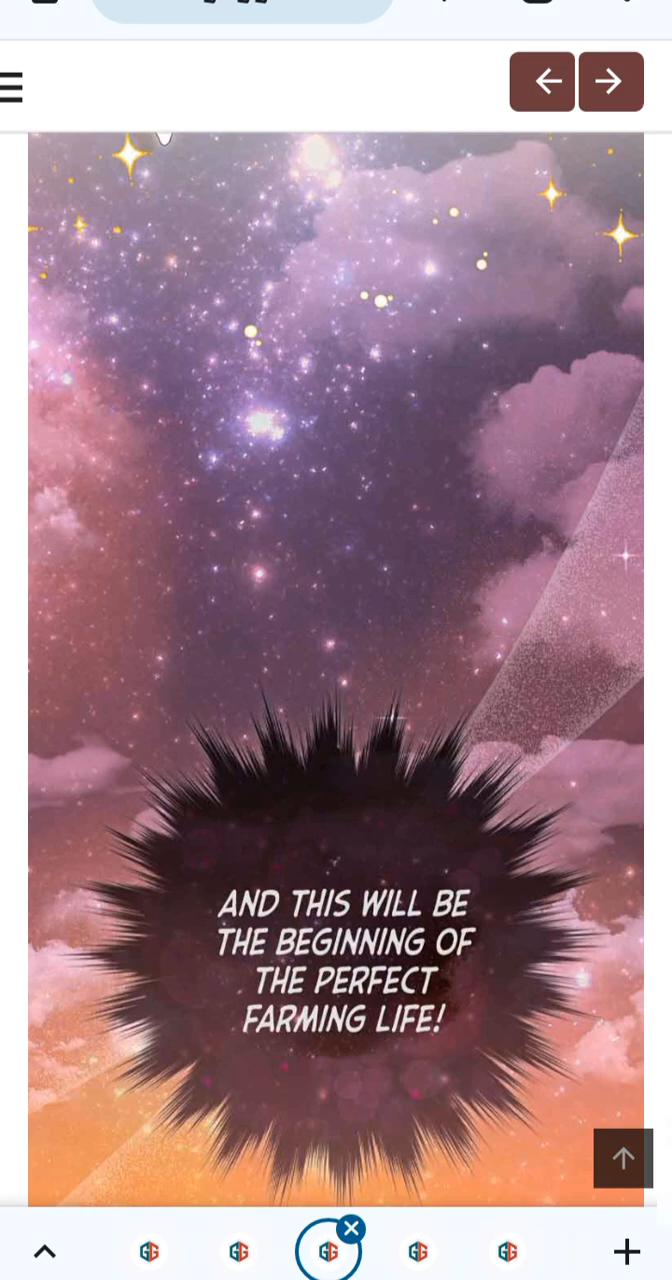 AND THIS WILL BE
THE BEGINNING OF
THE PERFECT
FARMING LIFE!